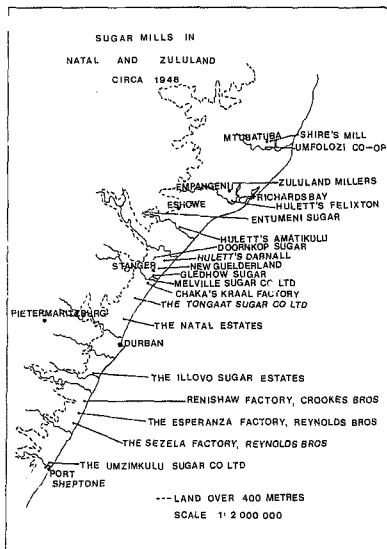 SUGAR MILLS IN
NATAL AND ZULULAND
CIRCA 1948
MTUBATUBA
SHIRE'S MILL
UMFOLOZI CO-OP
EMPANGENI
ZULULAND MILLERS
RICHARDSBAY
ESHOWE
HULETT'S FELIXTON
ENTUMENI SUGAR
HULETT'S AMATIKULU
DOORNKOP SUGAR
HULETT'S DARNALL
STANGER
NEW GUELDERLAND
GLEDHOW SUGAR
MELVILLE SUGAR CO LTD
CHAKA'S KRAAL FACTORY
THE TONGAAT SUGAR CO LTD
PIETERMARITZBURG
THE NATAL ESTATES
DURBAN
THE ILLOVO SUGAR ESTATES
RENISHAW FACTORY, CROOKES BROS
THE ESPERANZA FACTORY, REYNOLDS BROS
THE SEZELA FACTORY, REYNOLDS BROS
THE UMZIMKULU SUGAR CO LTD
PORT
SHEPTONE
---LAND OVER 400 METRES
SCALE 1:2 000 000